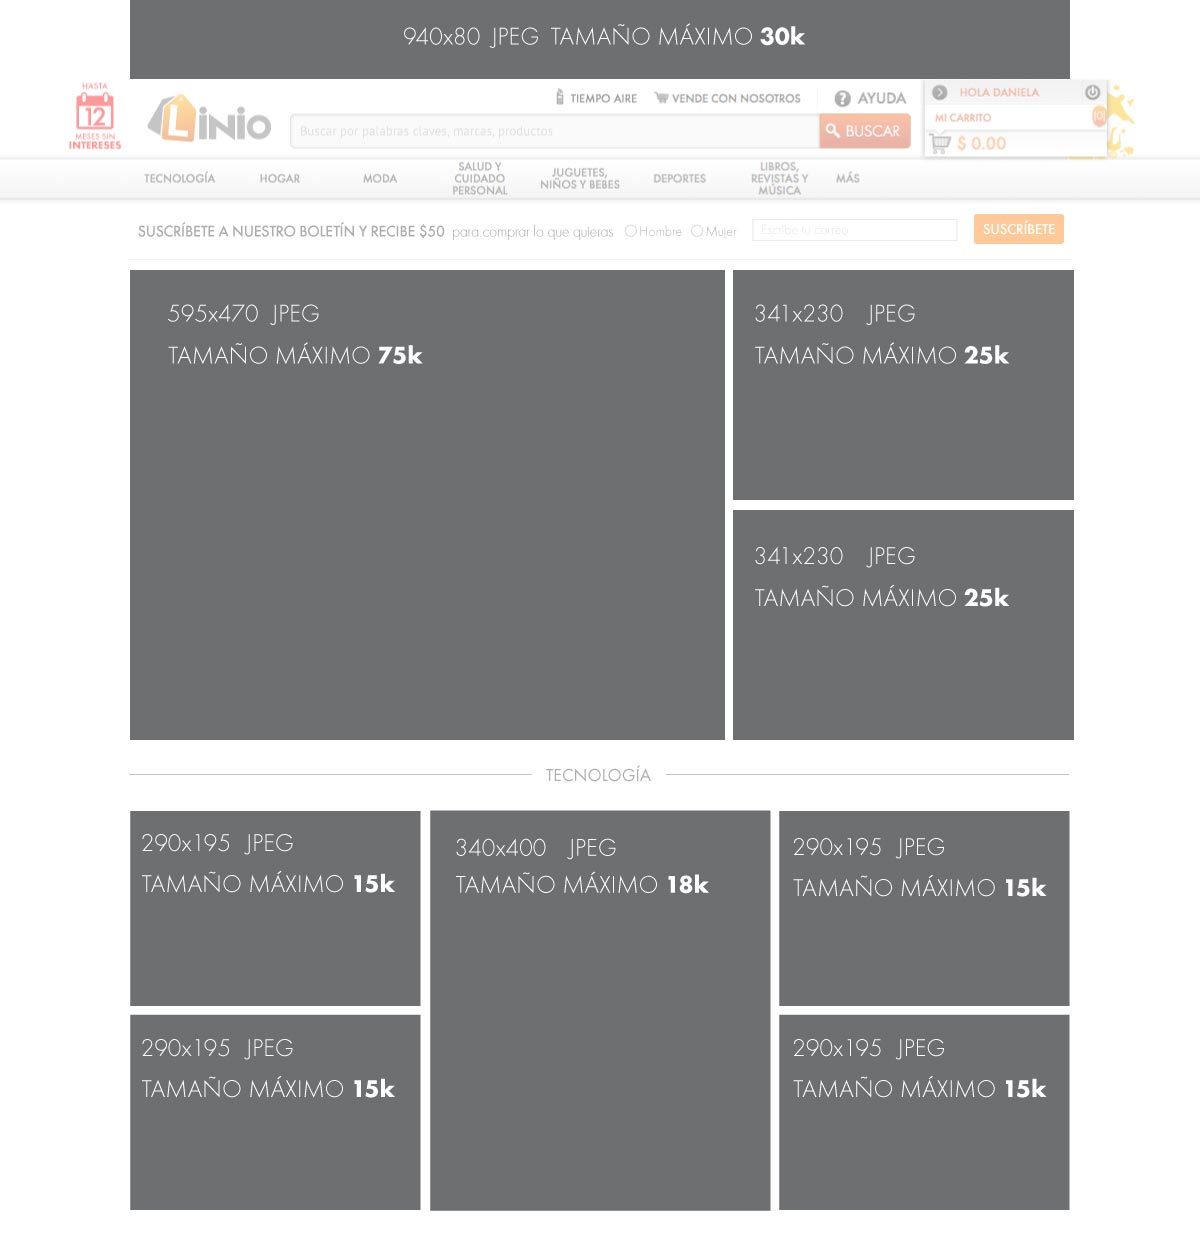 940x80 JPEG TAMAÑO MÁXIMO 30k
HASTA
12
MESES SIN
INTERESES
Linio
TIEMPO AIRE
VENDE CON NOSOTROS
AYUDA
HOLA DANIELA
Buscar por palabras claves, marcas, productos
BUSCAR
MI CARRITO
(0)
$ 0.00
TECNOLOGÍA
HOGAR
MODA
SALUD Y
CUIDADO
PERSONAL
JUGUETES,
NIÑOS Y BEBES
DEPORTES
LIBROS,
REVISTAS Y
MÚSICA
MÁS
SUSCRÍBETE A NUESTRO BOLETÍN Y RECIBE $50 para comprar lo que quieras
Hombre
Mujer
Escribe tu correo
SUSCRÍBETE
595x470 JPEG
TAMAÑO MÁXIMO 75k
341x230 JPEG
TAMAÑO MÁXIMO 25k
341x230 JPEG
TAMAÑO MÁXIMO 25k
TECNOLOGÍA
290x195 JPEG
TAMAÑO MÁXIMO 15k
340x400 JPEG
TAMAÑO MÁXIMO 18k
290x195 JPEG
TAMAÑO MÁXIMO 15k
290x195 JPEG
TAMAÑO MÁXIMO 15k
290x195 JPEG
TAMAÑO MÁXIMO 15k